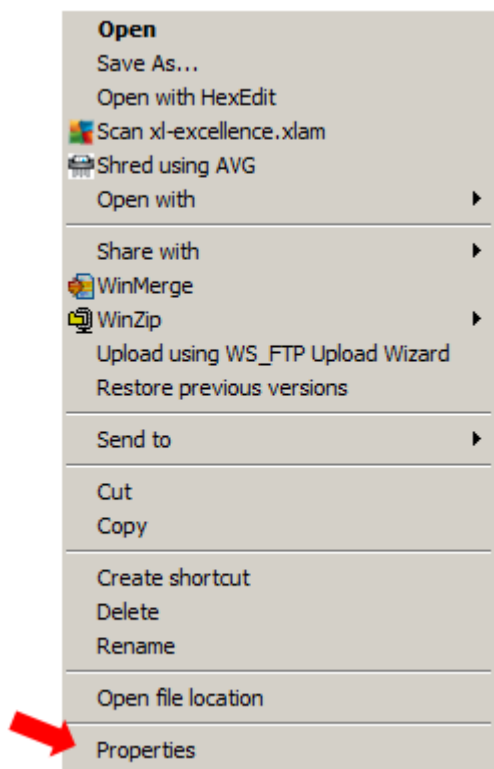 Open
Save As...
Open with HexEdit
Scan xl-excellence.xlam
Shred using AVG
Open with
Share with
WinMerge
WinZip
Upload using WS_FTP Upload Wizard
Restore previous versions
Send to
Cut
Copy
Create shortcut
Delete
Rename
Open file location
Properties